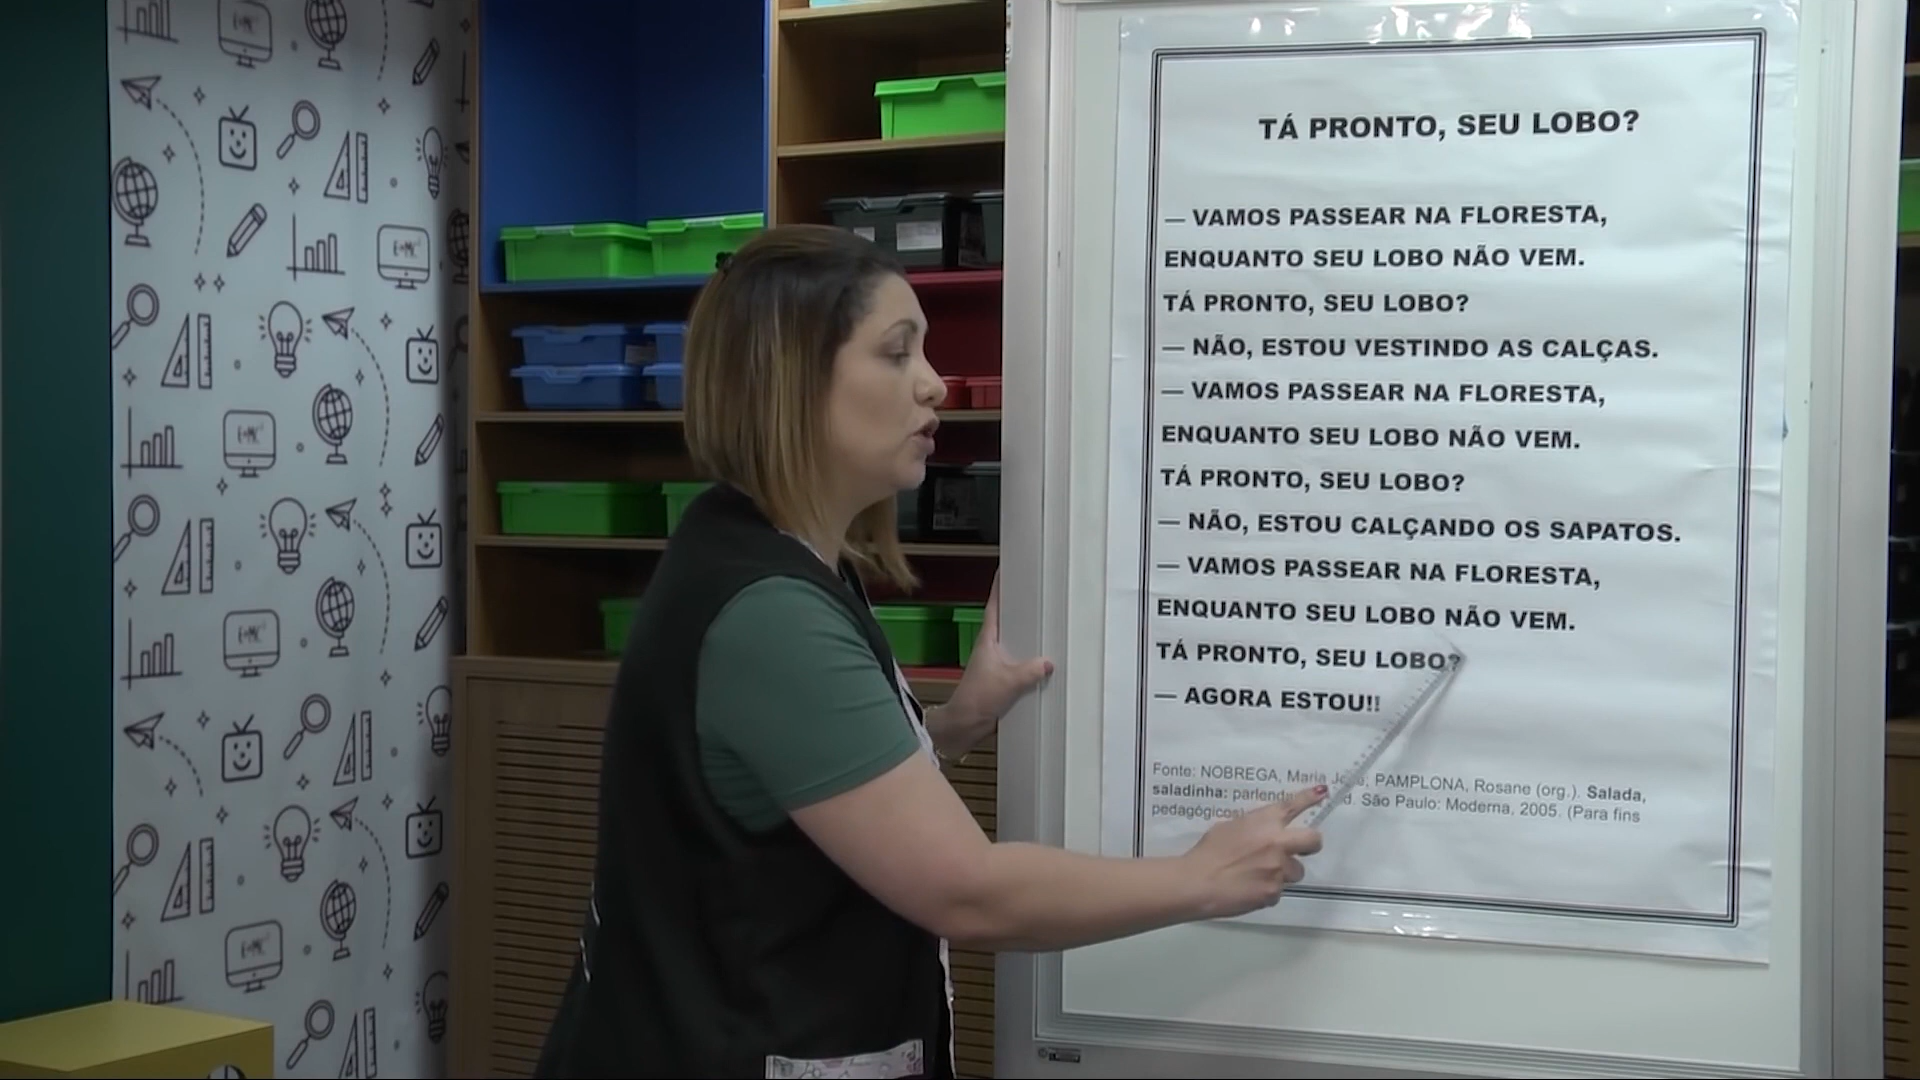 TÁ PRONTO, SEU LOBO?
— VAMOS PASSEAR NA FLORESTA,
ENQUANTO SEU LOBO NÃO VEM.
TÁ PRONTO, SEU LOBO?
— NÃO, ESTOU VESTINDO AS CALÇAS.
— VAMOS PASSEAR NA FLORESTA,
ENQUANTO SEU LOBO NÃO VEM.
TÁ PRONTO, SEU LOBO?
— NÃO, ESTOU CALÇANDO OS SAPATOS.
— VAMOS PASSEAR NA FLORESTA,
ENQUANTO SEU LOBO NÃO VEM.
TÁ PRONTO, SEU LOBO?
— AGORA ESTOU!!
Fonte: NOBREGA, Maria PAMPLONA, Rosane (org.). Salada,
saladinha: São Paulo: Moderna, 2005. (Para fins
pedagógicos)